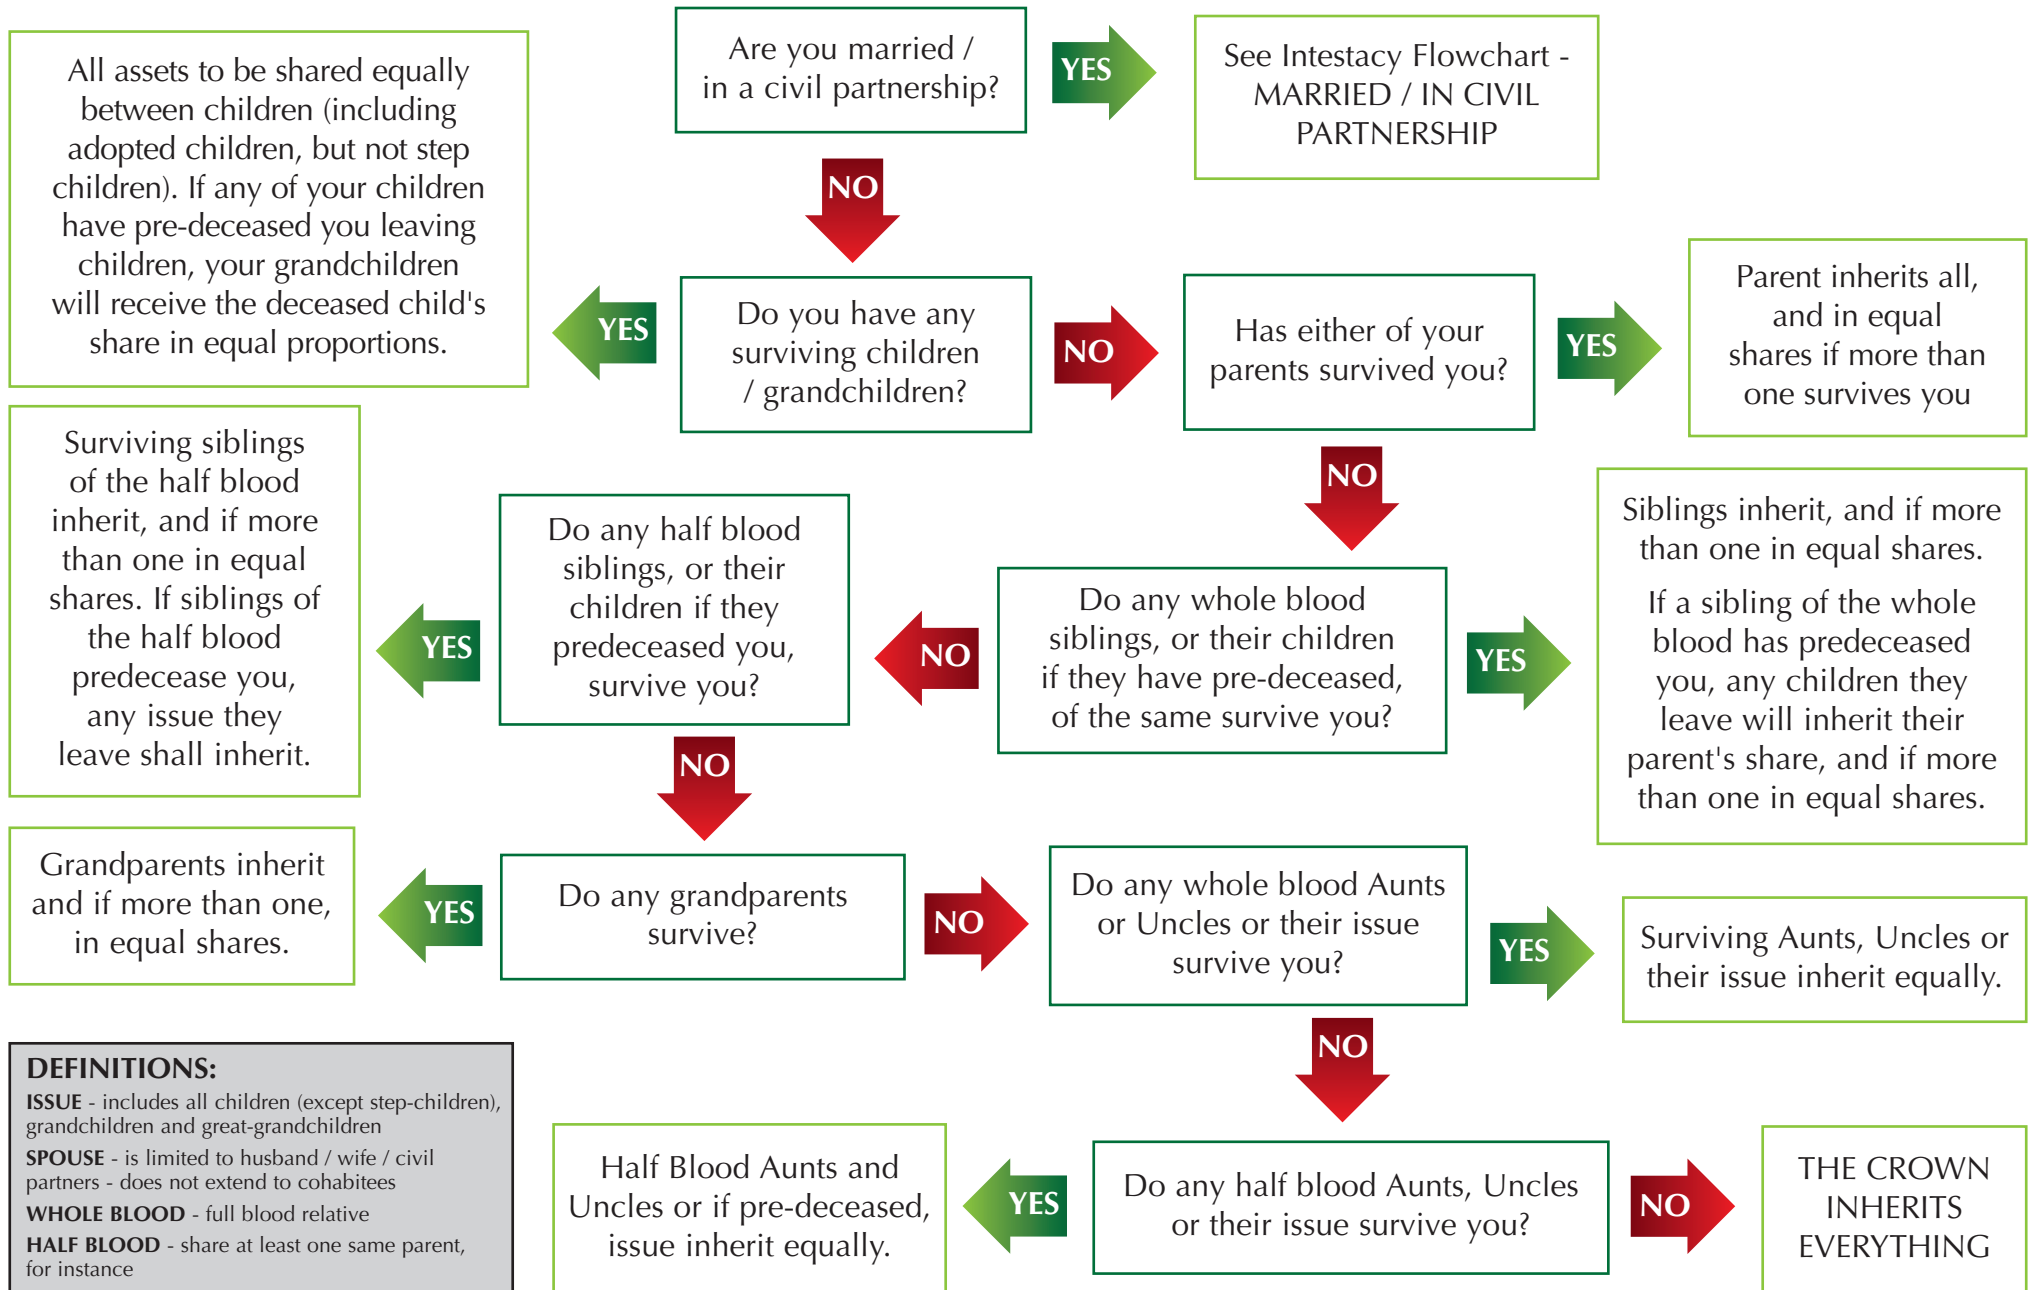 Are you married /
in a civil partnership?
YES
See Intestacy Flowchart -
MARRIED / IN CIVIL
PARTNERSHIP
NO
All assets to be shared equally
between children (including
adopted children, but not step
children). If any of your children
have pre-deceased you leaving
children, your grandchildren
will receive the deceased child's
share in equal proportions.
YES
Do you have any
surviving children
/ grandchildren?
NO
Has either of your
parents survived you?
YES
Parent inherits all,
and in equal
shares if more than
one survives you
NO
Surviving siblings
of the half blood
inherit, and if more
than one in equal
shares. If siblings of
the half blood
predecease you,
any issue they
leave shall inherit.
YES
Do any half blood
siblings, or their
children if they
predeceased you,
survive you?
NO
Do any whole blood
siblings, or their children
if they have pre-deceased,
of the same survive you?
YES
Siblings inherit, and if more
than one in equal shares.
If a sibling of the whole
blood has predeceased
you, any children they
leave will inherit their
parent's share, and if more
than one in equal shares.
NO
Grandparents inherit
and if more than one,
in equal shares.
YES
Do any grandparents
survive?
NO
Do any whole blood Aunts
or Uncles or their issue
survive you?
YES
Surviving Aunts, Uncles or
their issue inherit equally.
NO
DEFINITIONS:
ISSUE - includes all children (except step-children),
grandchildren and great-grandchildren
SPOUSE - is limited to husband / wife / civil
partners - does not extend to cohabitees
WHOLE BLOOD - full blood relative
HALF BLOOD - share at least one same parent,
for instance
Half Blood Aunts and
Uncles or if pre-deceased,
issue inherit equally.
YES
Do any half blood Aunts, Uncles
or their issue survive you?
NO
THE CROWN
INHERITS
EVERYTHING